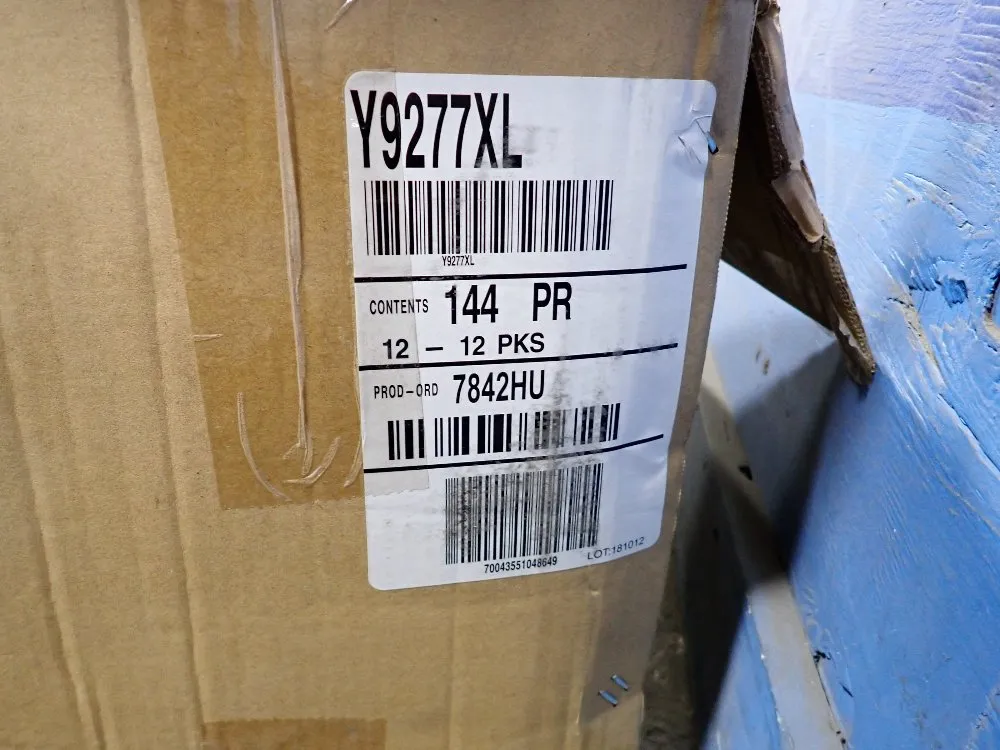 Y9277XL
Y9277XL
CONTENTS 144 PR
12 – 12 PKS
PROD-ORD 7842HU
70043551048649
LOT:181012